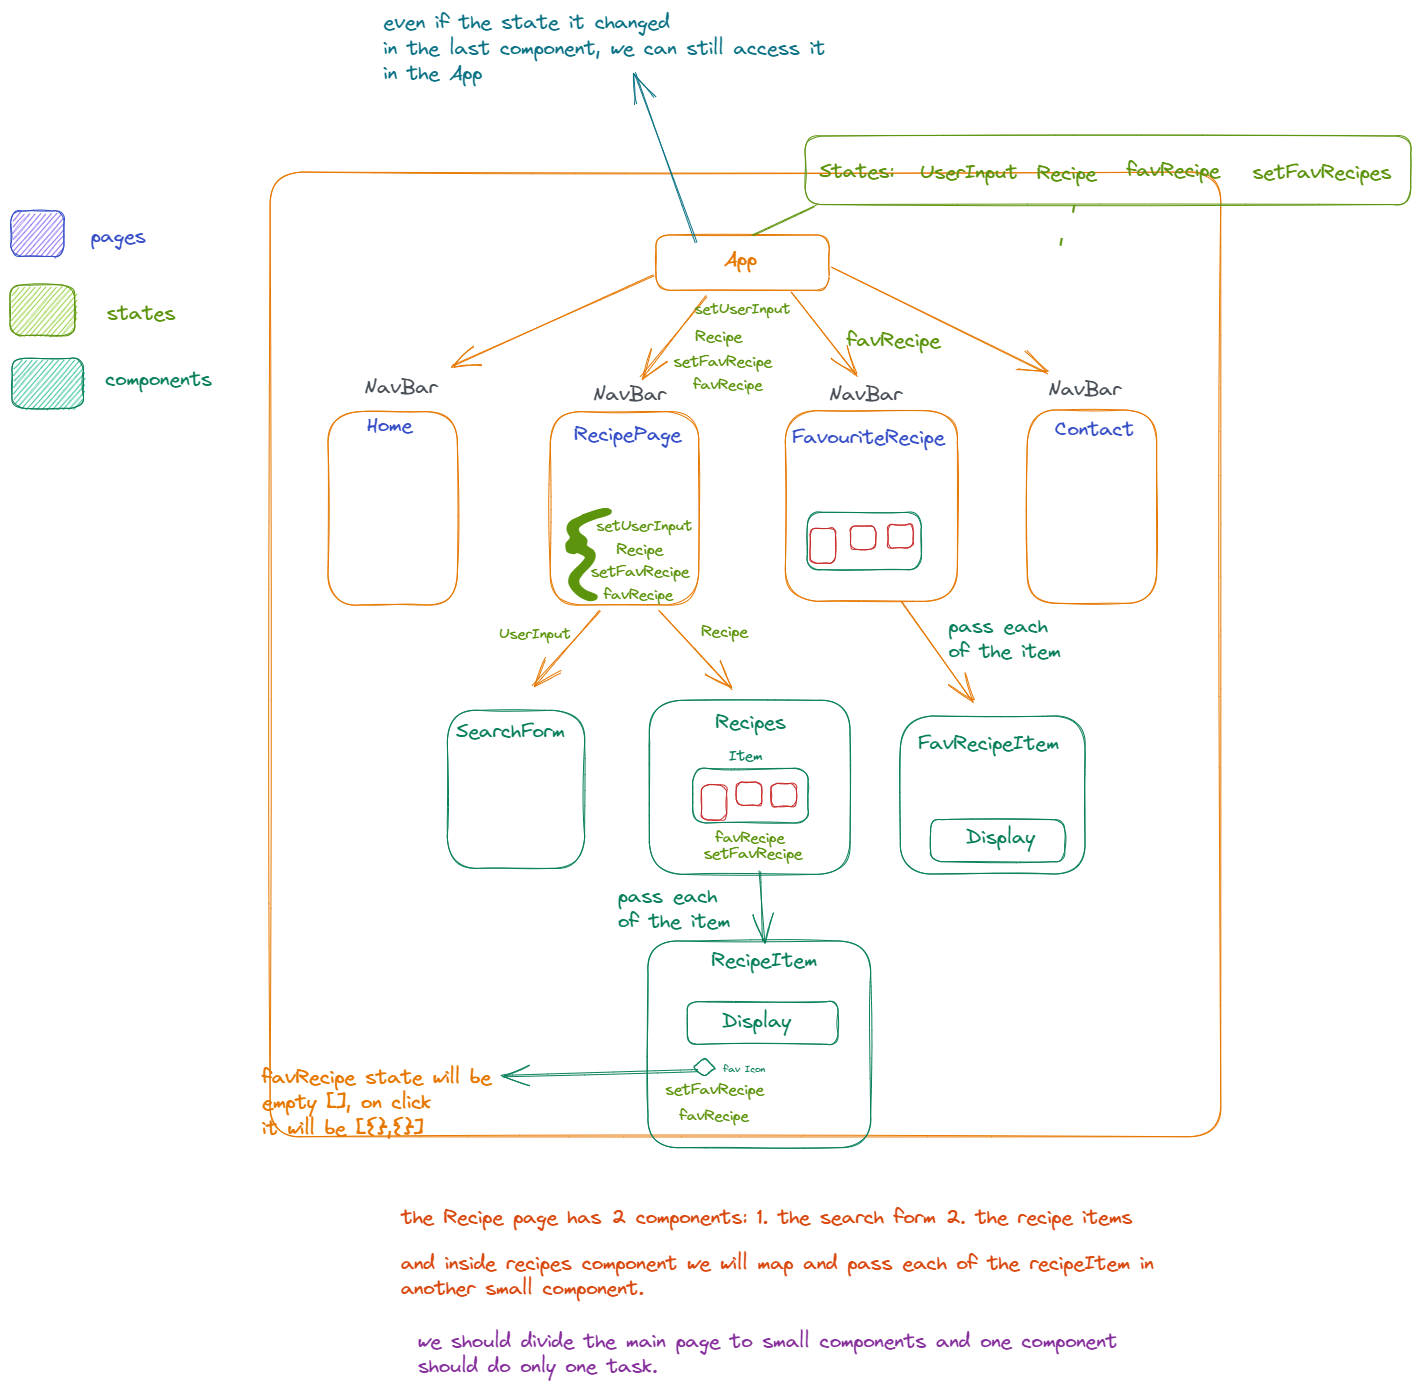 even if the state it changed
in the last component, we can still access it
in the App
States: UserInput Recipe favRecipe setFavRecipes
pages
states
components
App
setUserInput
Recipe
setFavRecipe
favRecipe
favRecipe
NavBar
NavBar
NavBar
NavBar
Home
RecipePage
FavouriteRecipe
Contact
setUserInput
Recipe
setFavRecipe
favRecipe
UserInput
Recipe
pass each
of the item
SearchForm
Recipes
Item
favRecipe
setFavRecipe
FavRecipeItem
Display
pass each
of the item
RecipeItem
Display
fav Icon
setFavRecipe
favRecipe
favRecipe state will be
empty [], on click
it will be [{},{}]
the Recipe page has 2 components: 1. the search form 2. the recipe items
and inside recipes component we will map and pass each of the recipeItem in
another small component.
we should divide the main page to small components and one component
should do only one task.